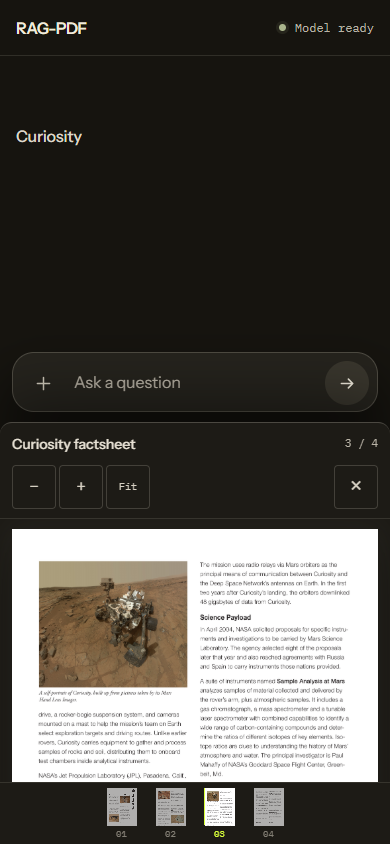 RAG-PDF
Model ready
Curiosity
Ask a question
Curiosity factsheet
3 / 4
Fit
A self portrait of Curiosity, built up from pictures taken by its Mars
Hand Lens Imager.
drive, a rocker-bogie suspension system, and cameras
mounted on a mast to help the mission's team on Earth
select exploration targets and driving routes. Unlike earlier
rovers, Curiosity carries equipment to gather and process
samples of rocks and soil, distributing them to onboard
test chambers inside analytical instruments.
NASA's Jet Propulsion Laboratory (JPL), Pasadena, Calif.,
The mission uses radio relays via Mars orbiters as the
principal means of communication between Curiosity and
the Deep Space Network's antennas on Earth. In the first
two years after Curiosity's landing, the orbiters downlinked
48 gigabytes of data from Curiosity.
Science Payload
In April 2004, NASA solicited proposals for specific instru-
ments and investigations to be carried by Mars Science
Laboratory. The agency selected eight of the proposals
later that year and also reached agreements with Russia
and Spain to carry instruments those nations provided.
A suite of instruments named Sample Analysis at Mars
analyzes samples of material collected and delivered by
the rover's arm, plus atmospheric samples. It includes a
gas chromatograph, a mass spectrometer and a tunable
laser spectrometer with combined capabilities to identify a
wide range of carbon-containing compounds and deter-
mine the ratios of different isotopes of key elements. Iso-
tope ratios are clues to understanding the history of Mars'
atmosphere and water. The principal investigator is Paul
Mahaffy of NASA's Goddard Space Flight Center, Green-
belt, Md.
01
02
03
04